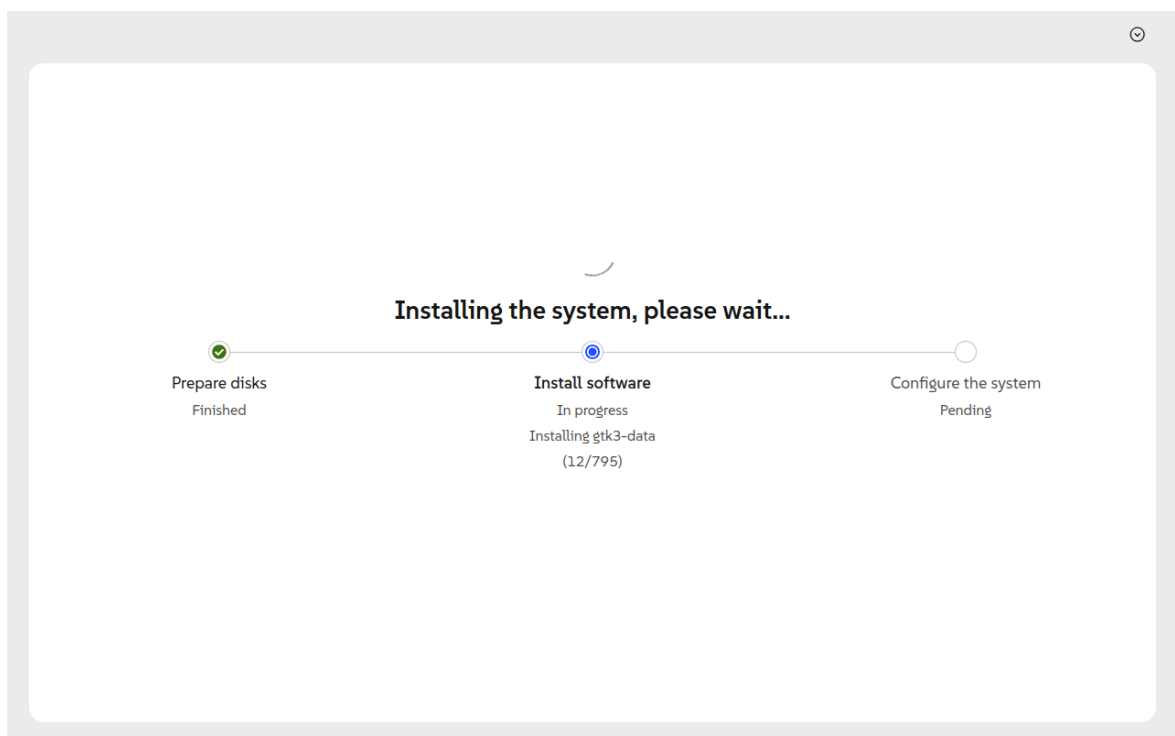 Installing the system, please wait...
Prepare disks
Finished
Install software
In progress
Installing gtk3-data
(12/795)
Configure the system
Pending